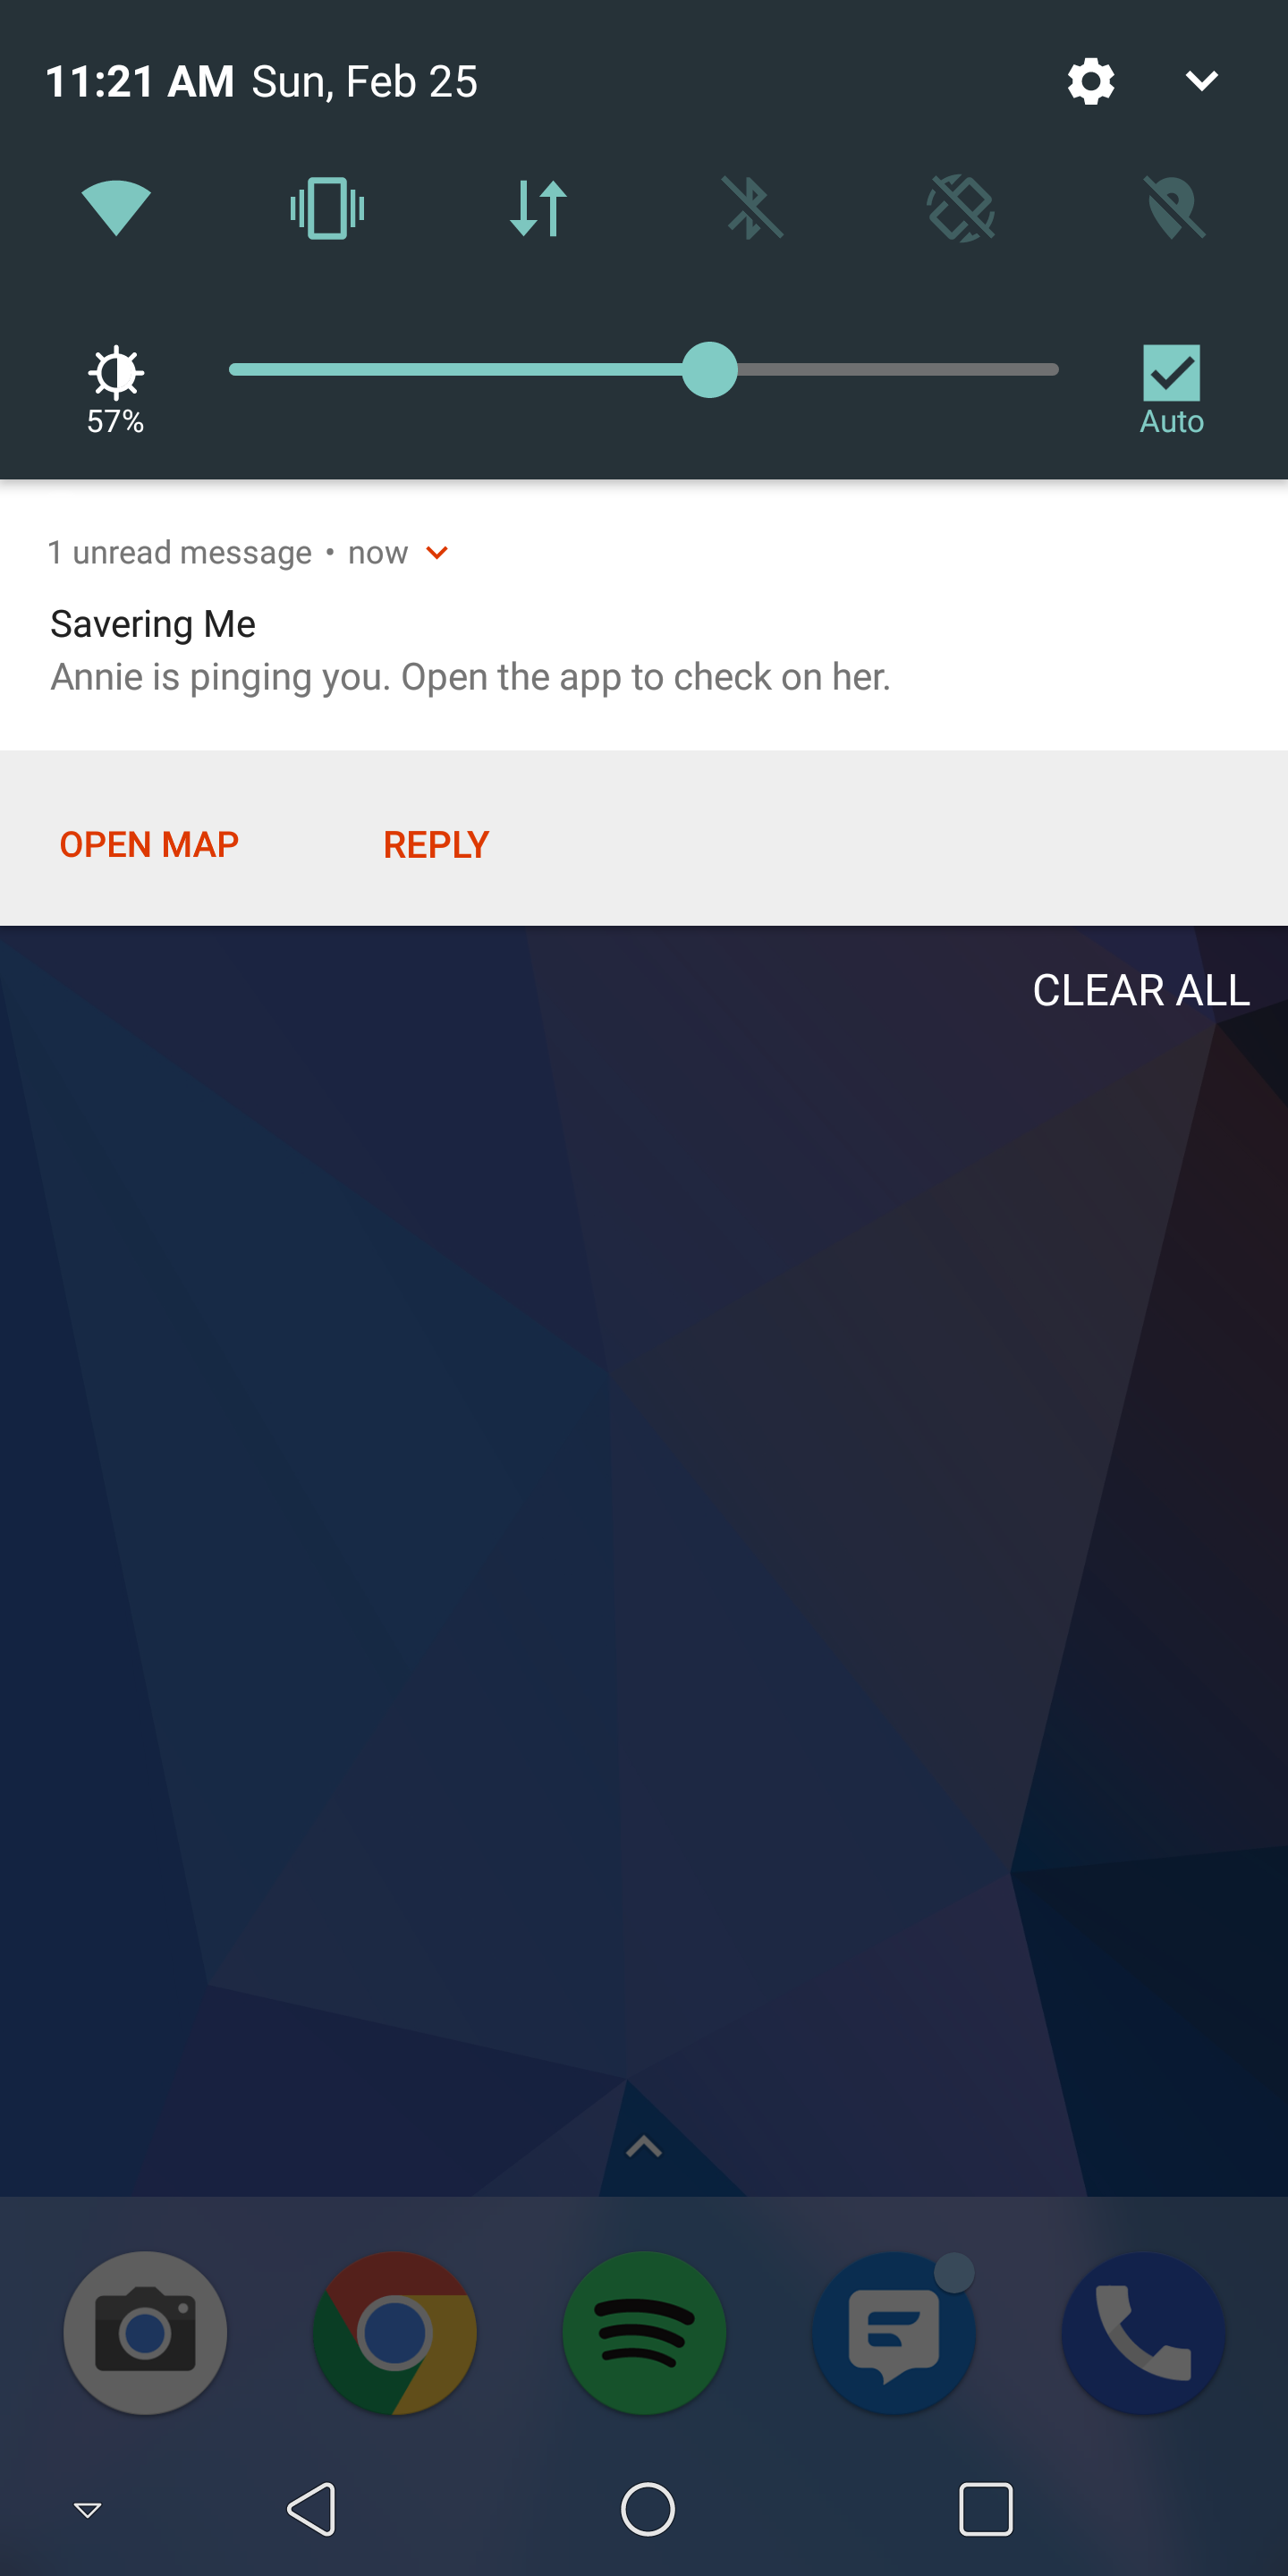 11:21 AM Sun, Feb 25
57%
Auto
1 unread message • now
Savering Me
Annie is pinging you. Open the app to check on her.
OPEN MAP REPLY
CLEAR ALL